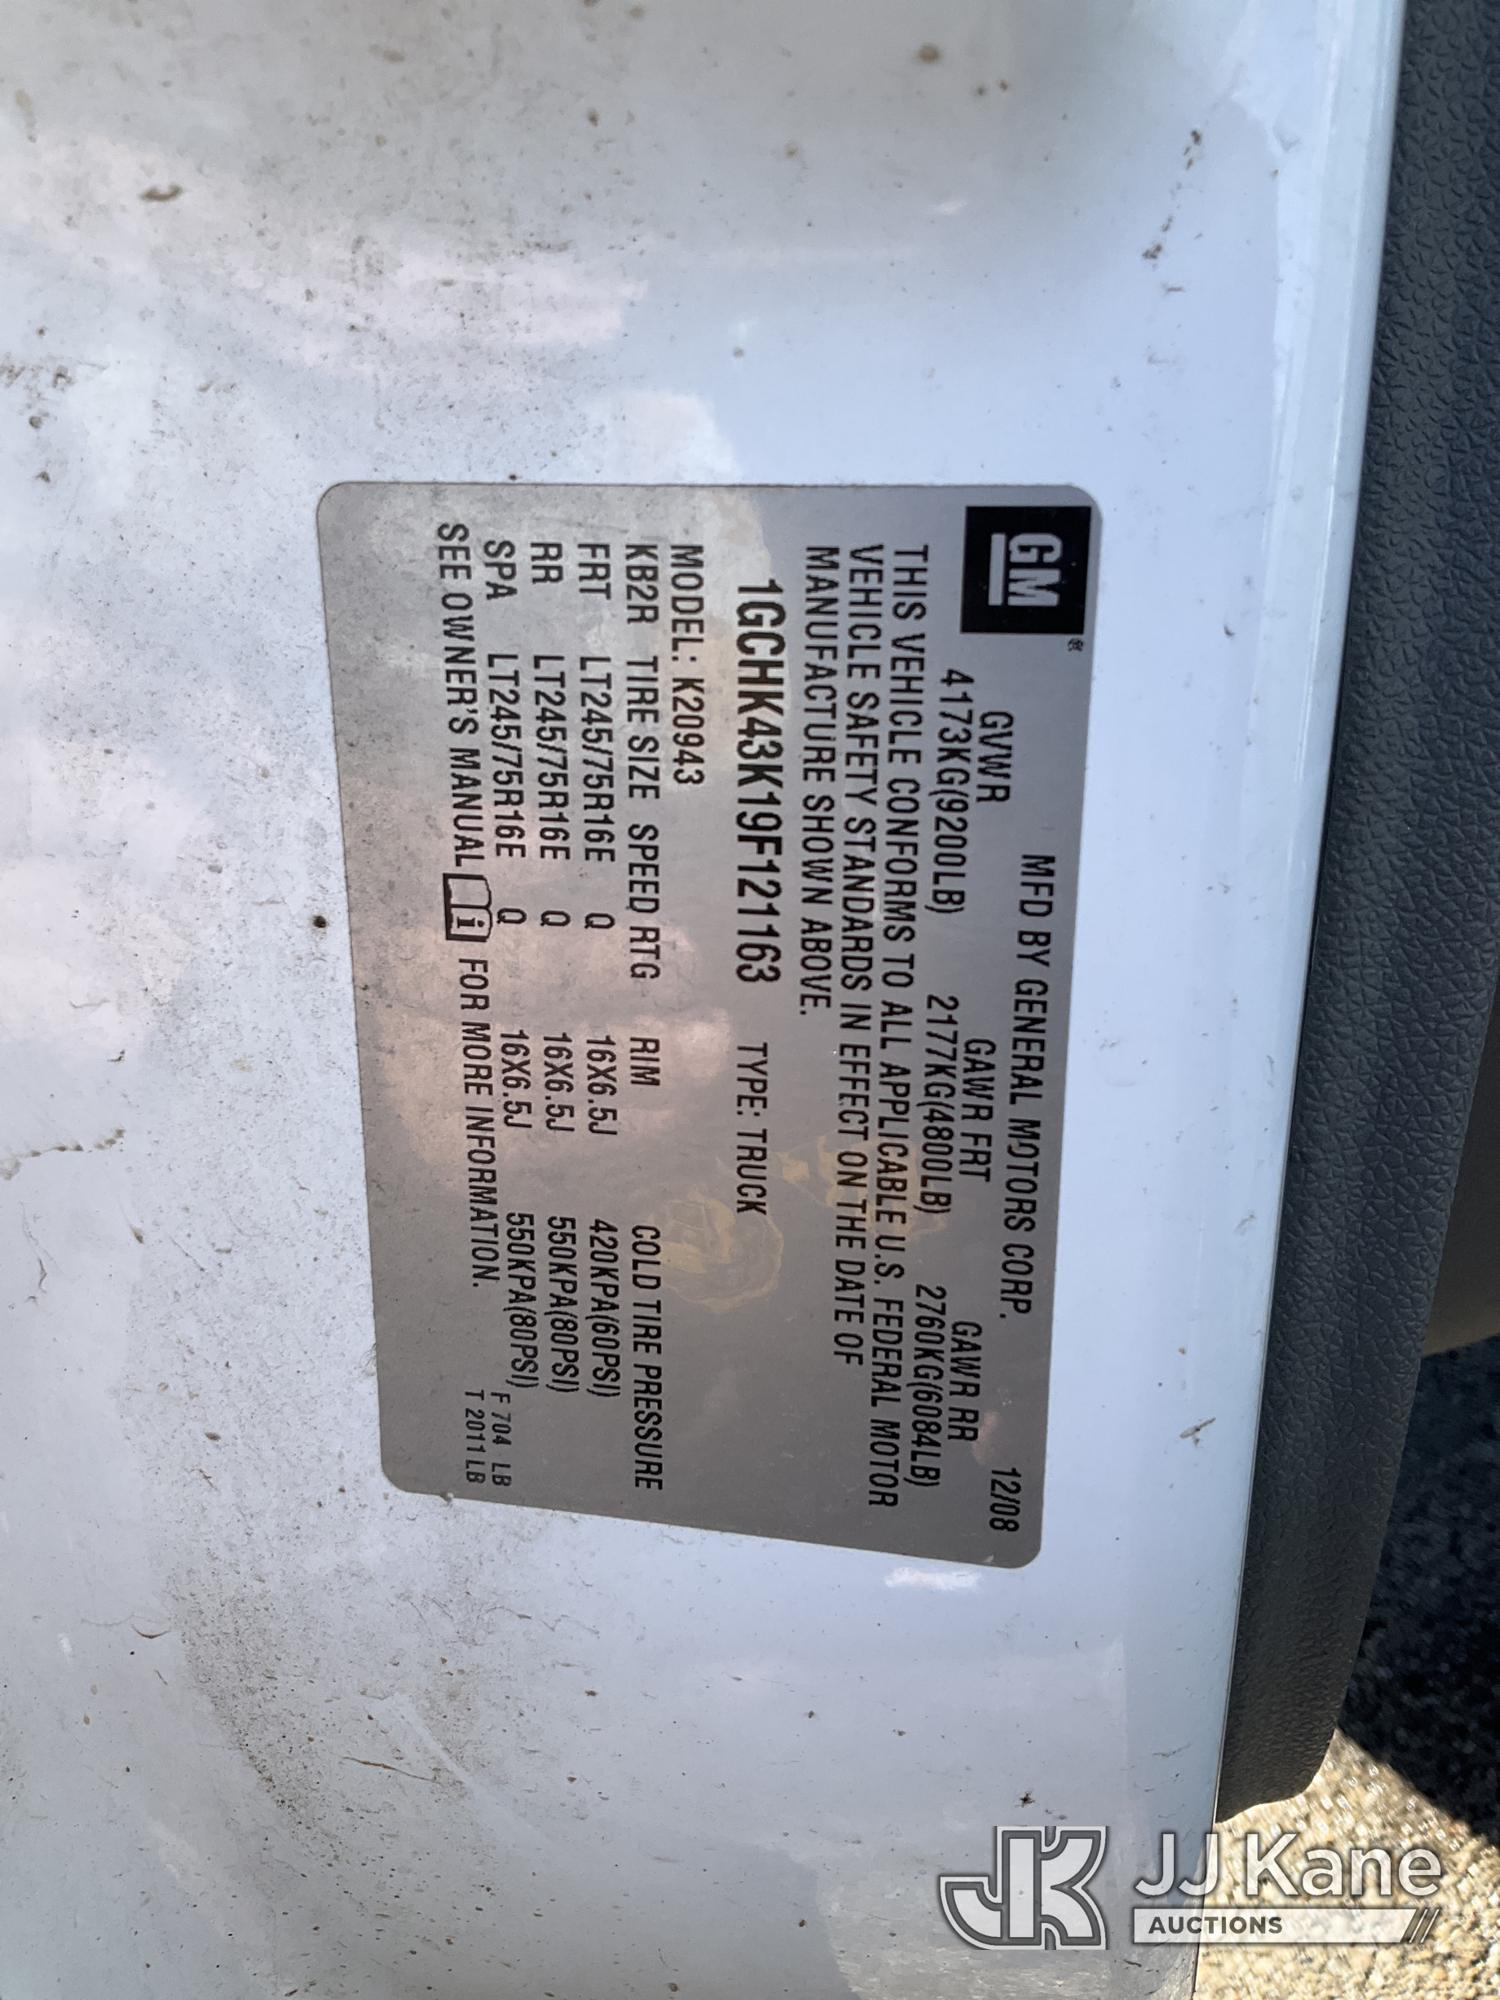 GM®
MFD BY GENERAL MOTORS CORP. 12/08
GVWR GAWR FRT GAWR RR
4173KG(9200LB) 2177KG(4800LB) 2760KG(6084LB)
THIS VEHICLE CONFORMS TO ALL APPLICABLE U.S. FEDERAL MOTOR
VEHICLE SAFETY STANDARDS IN EFFECT ON THE DATE OF
MANUFACTURE SHOWN ABOVE.
1GCHK43K19F121163 TYPE: TRUCK
MODEL: K20943
KB2R TIRE SIZE SPEED RTG RIM COLD TIRE PRESSURE
FRT LT245/75R16E Q 16X6.5J 420KPA(60PSI)
RR LT245/75R16E Q 16X6.5J 550KPA(80PSI)
SPA LT245/75R16E Q 16X6.5J 550KPA(80PSI)
SEE OWNER'S MANUAL i FOR MORE INFORMATION.
F 704 LB
T 2011LB
JK
JJ Kane
AUCTIONS